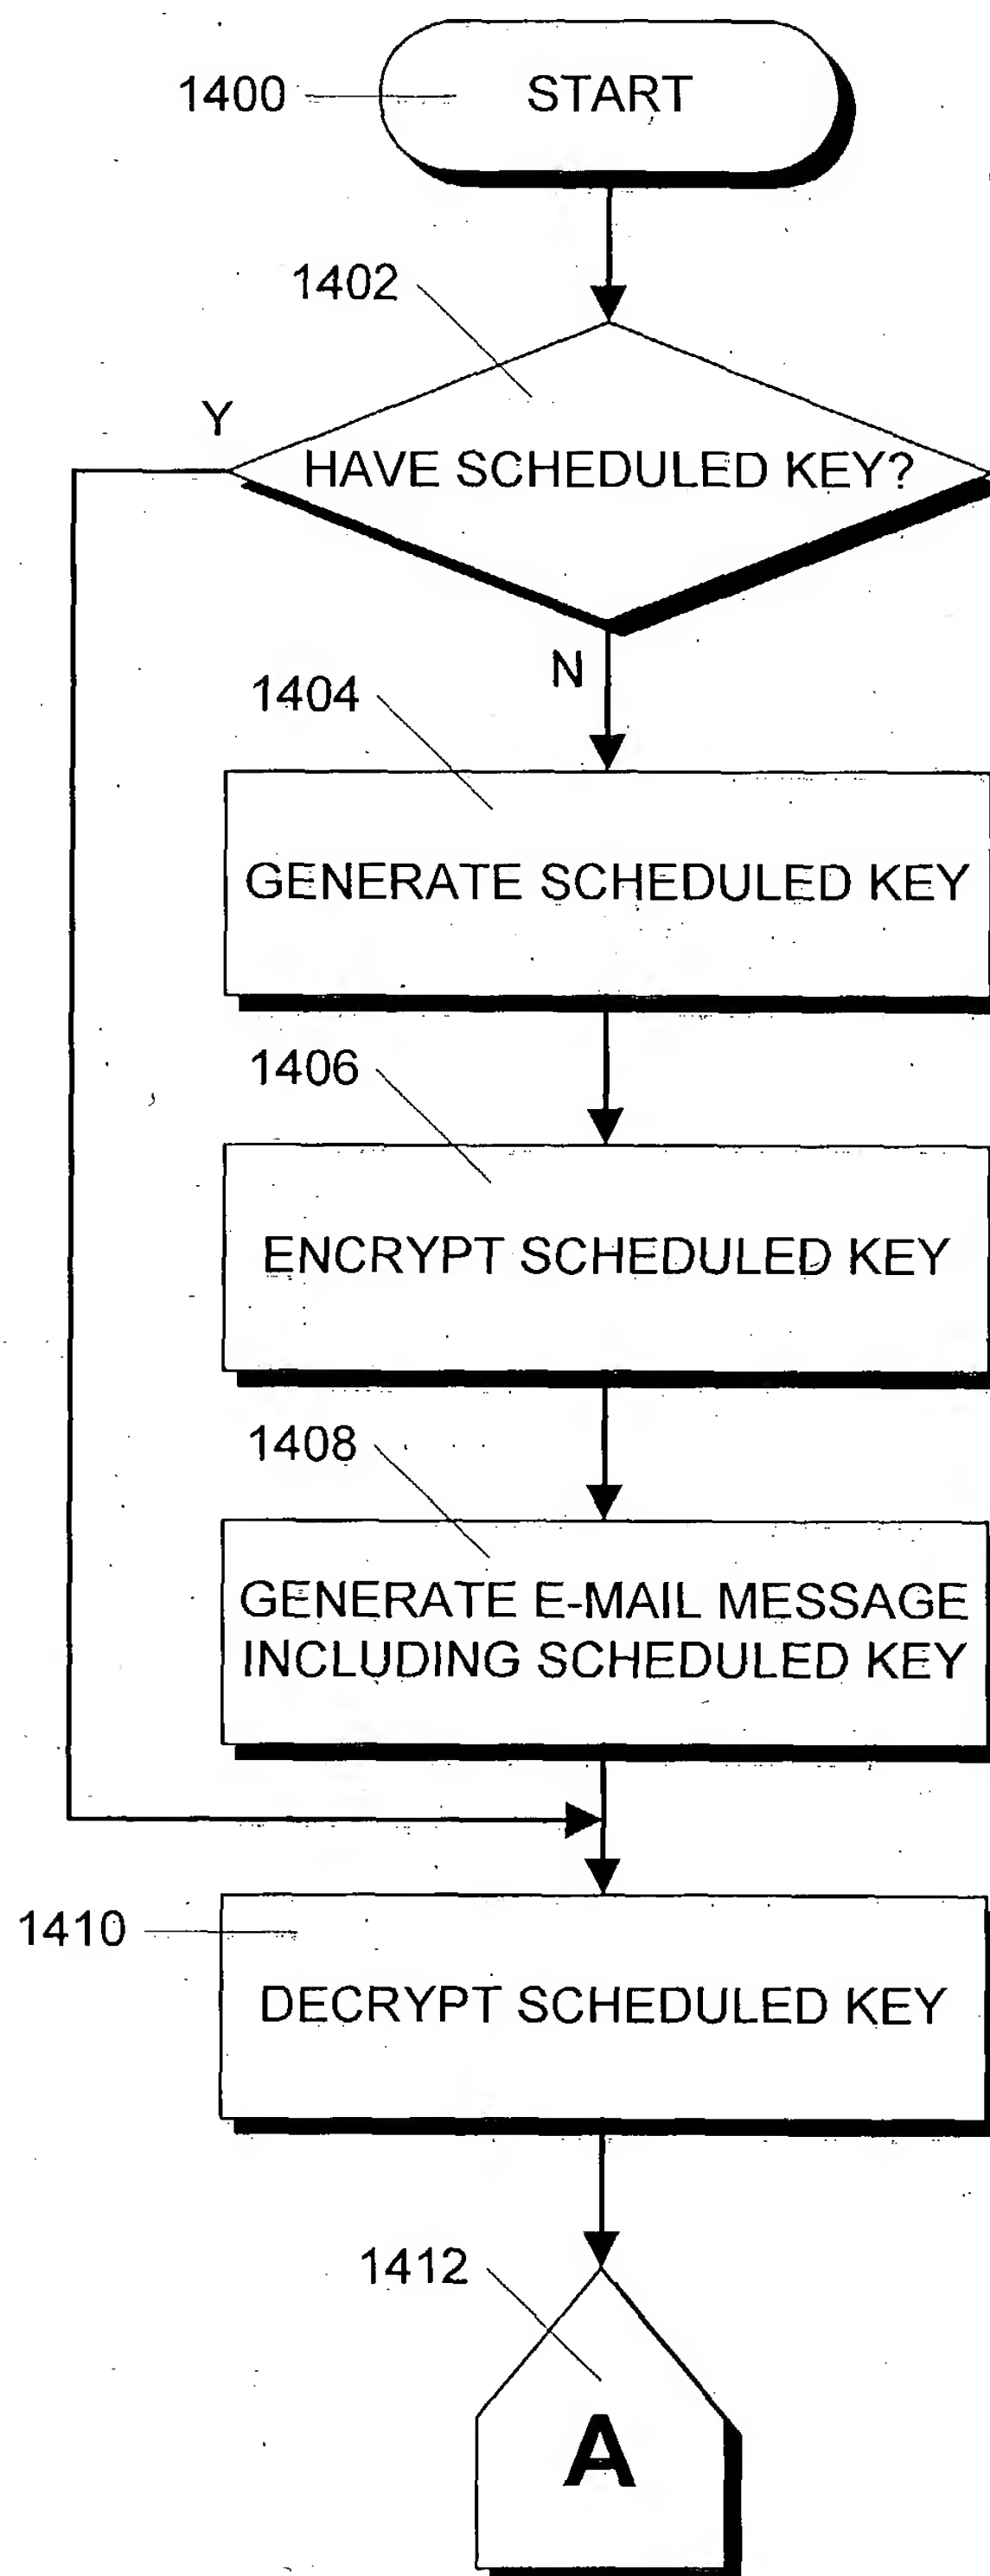 1400
START
1402
Y
HAVE SCHEDULED KEY?
N
1404
GENERATE SCHEDULED KEY
1406
ENCRYPT SCHEDULED KEY
1408
GENERATE E-MAIL MESSAGE
INCLUDING SCHEDULED KEY
1410
DECRYPT SCHEDULED KEY
1412
A